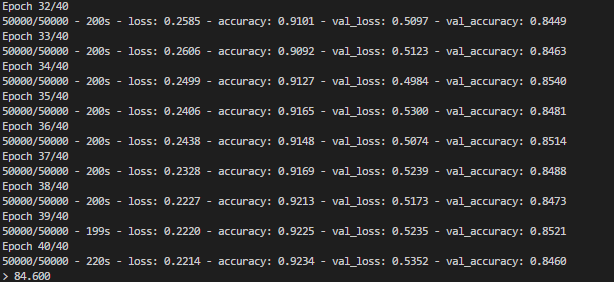 Epoch 32/40
50000/50000 - 200s - loss: 0.2585 - accuracy: 0.9101 - val_loss: 0.5097 - val_accuracy: 0.8449
Epoch 33/40
50000/50000 - 200s - loss: 0.2606 - accuracy: 0.9092 - val_loss: 0.5123 - val_accuracy: 0.8463
Epoch 34/40
50000/50000 - 200s - loss: 0.2499 - accuracy: 0.9127 - val_loss: 0.4984 - val_accuracy: 0.8540
Epoch 35/40
50000/50000 - 200s - loss: 0.2406 - accuracy: 0.9165 - val_loss: 0.5300 - val_accuracy: 0.8481
Epoch 36/40
50000/50000 - 200s - loss: 0.2438 - accuracy: 0.9148 - val_loss: 0.5074 - val_accuracy: 0.8514
Epoch 37/40
50000/50000 - 200s - loss: 0.2328 - accuracy: 0.9169 - val_loss: 0.5239 - val_accuracy: 0.8488
Epoch 38/40
50000/50000 - 200s - loss: 0.2227 - accuracy: 0.9213 - val_loss: 0.5173 - val_accuracy: 0.8473
Epoch 39/40
50000/50000 - 199s - loss: 0.2220 - accuracy: 0.9225 - val_loss: 0.5235 - val_accuracy: 0.8521
Epoch 40/40
50000/50000 - 220s - loss: 0.2214 - accuracy: 0.9234 - val_loss: 0.5352 - val_accuracy: 0.8460
> 84.600